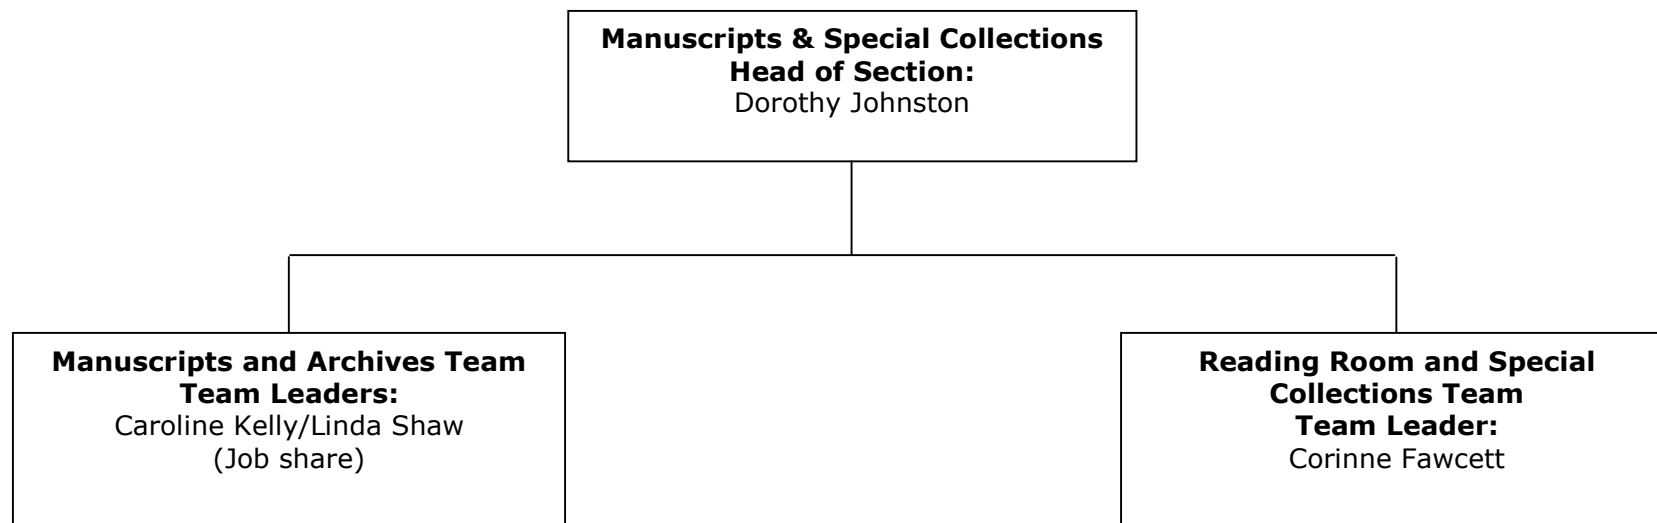 Manuscripts & Special Collections
Head of Section:
Dorothy Johnston
Manuscripts and Archives Team
Team Leaders:
Caroline Kelly/Linda Shaw
(Job share)
Reading Room and Special
Collections Team
Team Leader:
Corinne Fawcett